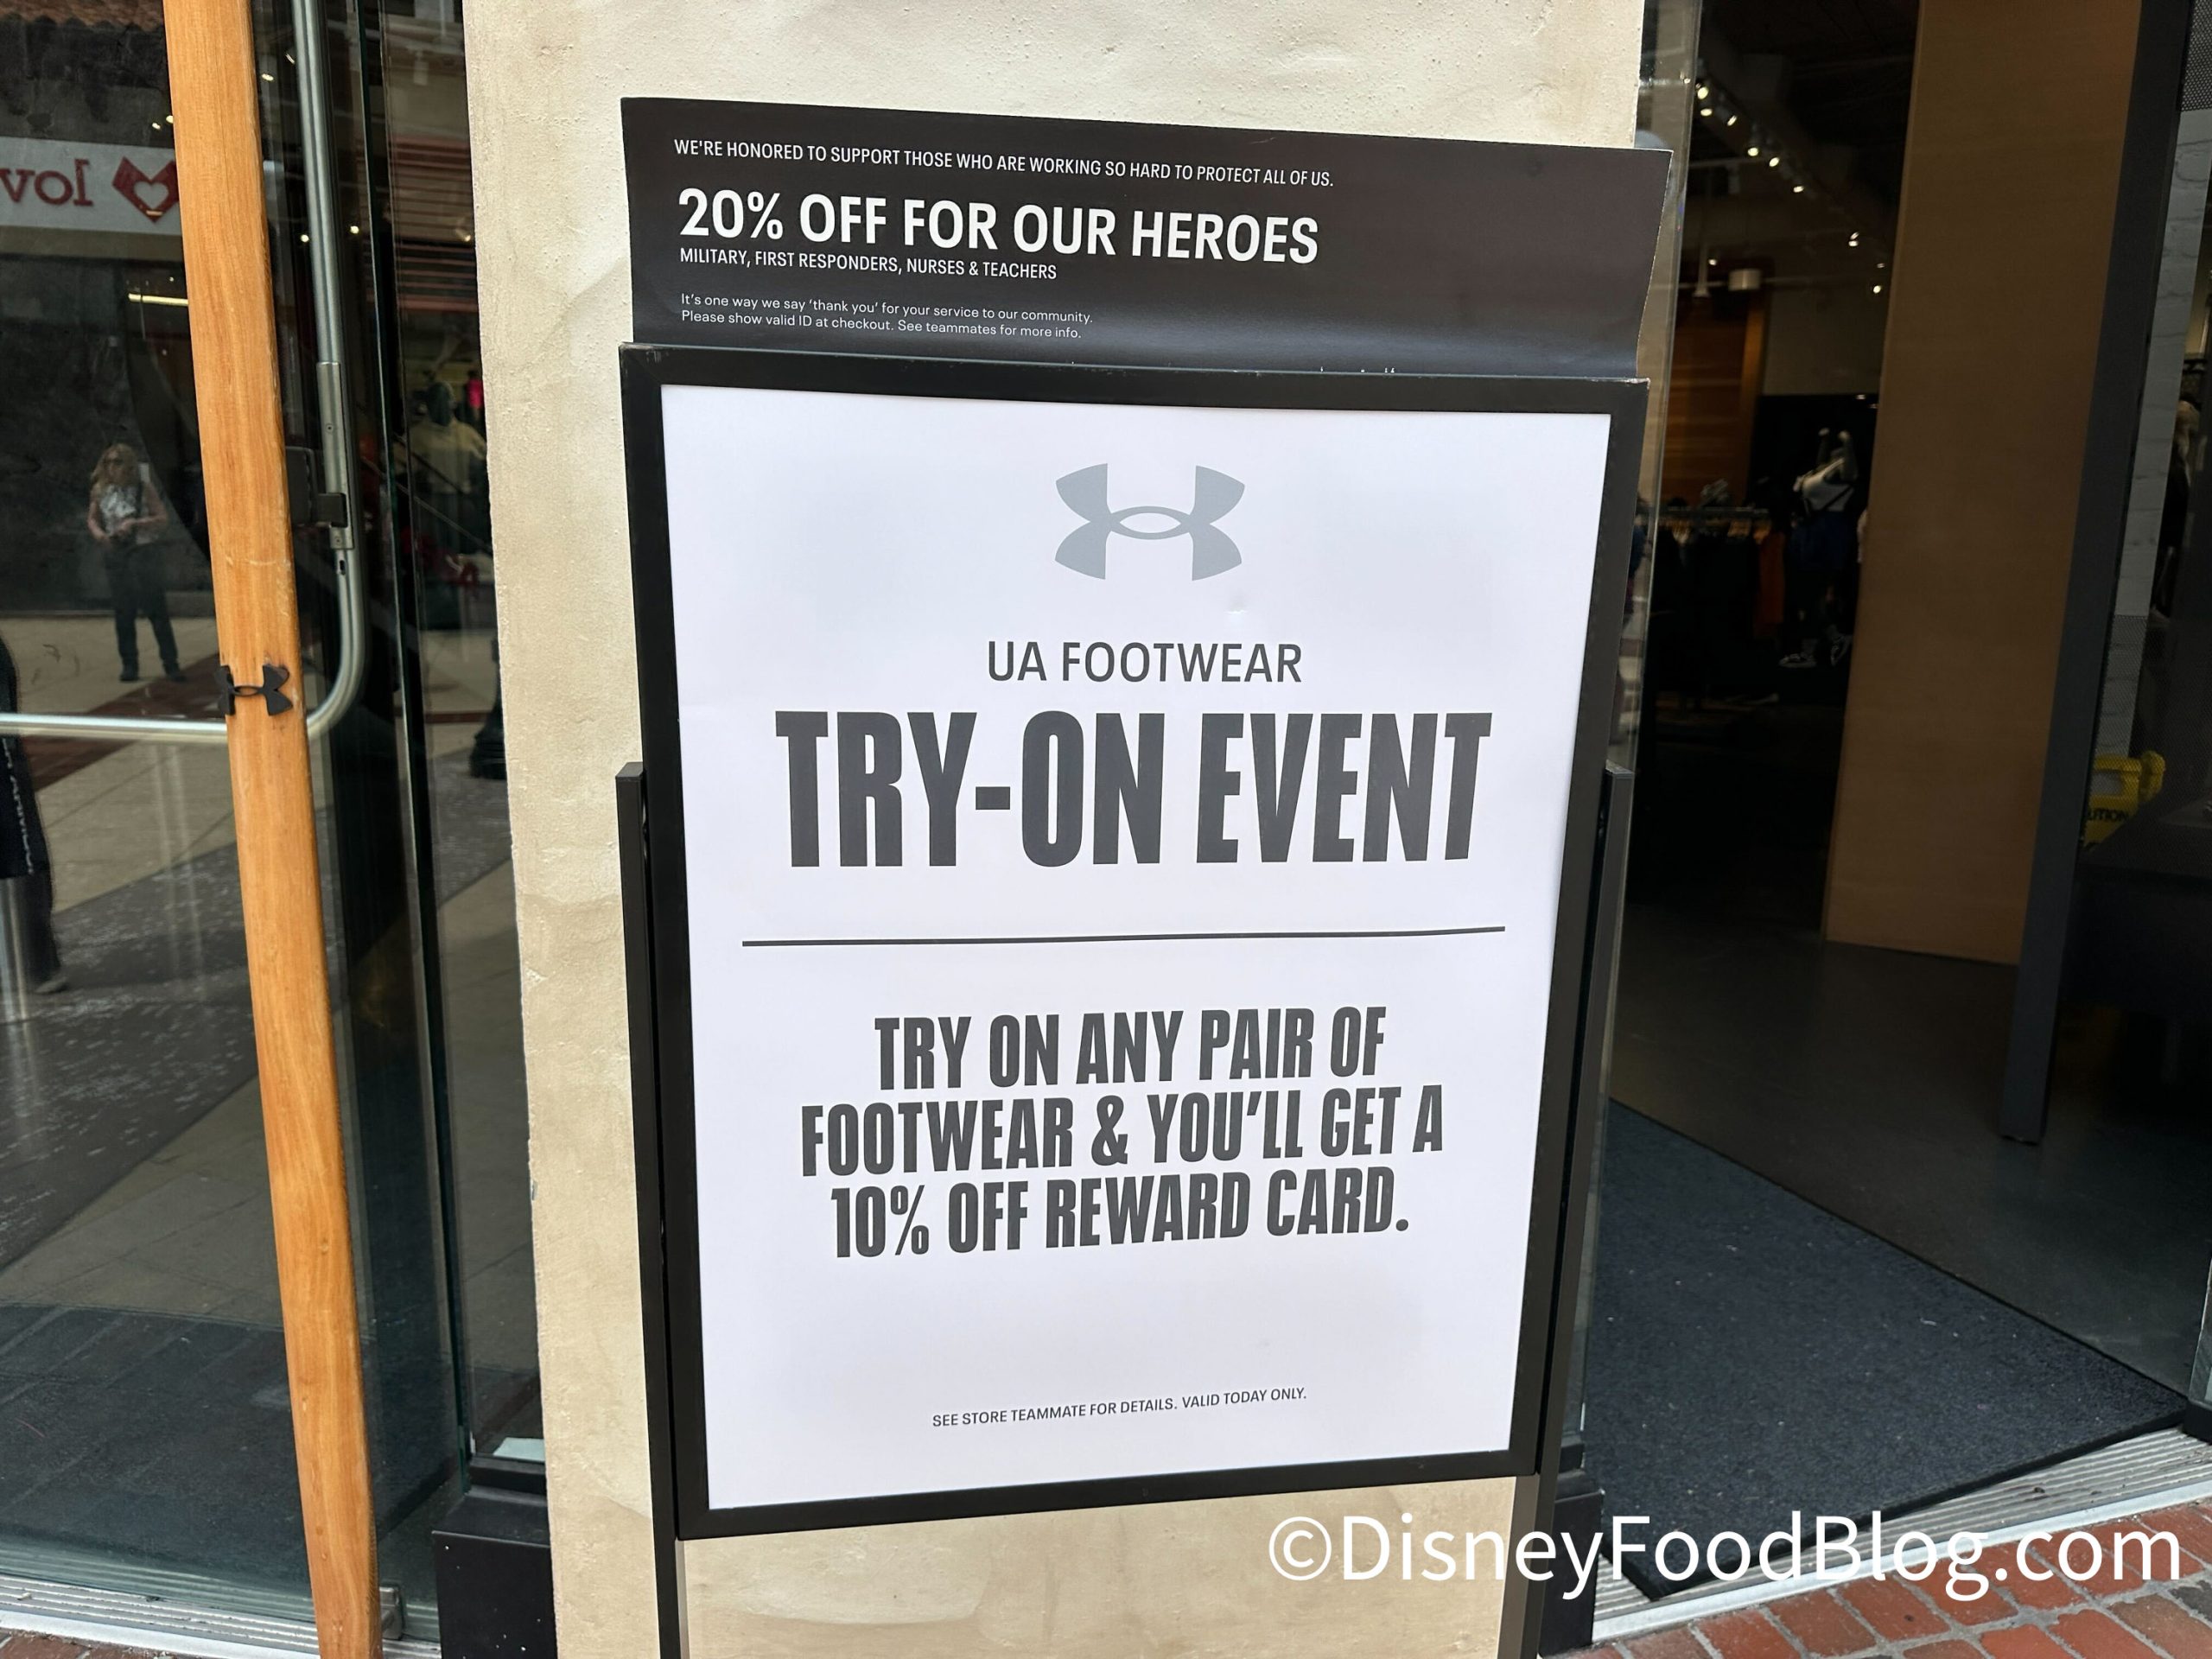 WE'RE HONORED TO SUPPORT THOSE WHO ARE WORKING SO HARD TO PROTECT ALL OF US.
20% OFF FOR OUR HEROES
MILITARY, FIRST RESPONDERS, NURSES & TEACHERS
It's one way we say 'thank you' for your service to our community.
Please show valid ID at checkout. See teammates for more info.
vol
UA FOOTWEAR
TRY-ON EVENT
TRY ON ANY PAIR OF
FOOTWEAR & YOU'LL GET A
10% OFF REWARD CARD.
SEE STORE TEAMMATE FOR DETAILS. VALID TODAY ONLY.
©DisneyFoodBlog.com